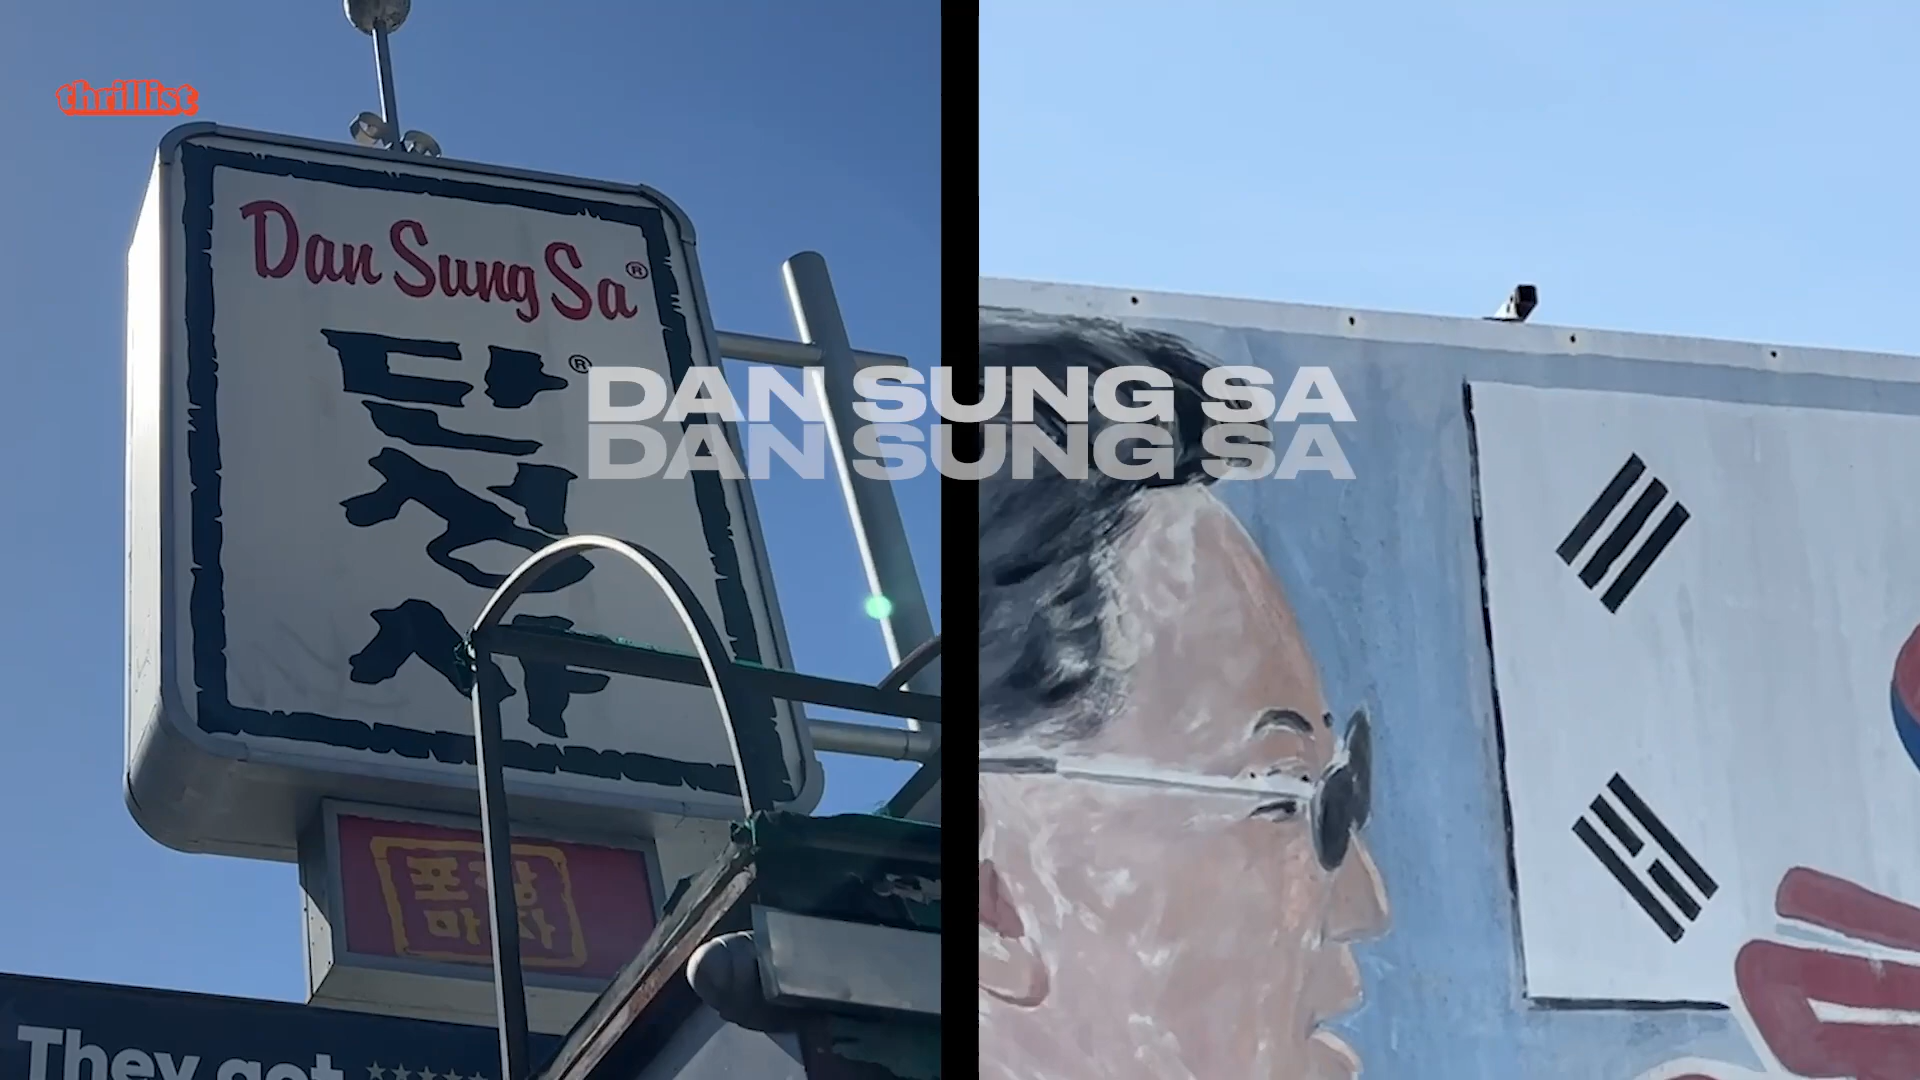 thrillist
Dan Sung Sa®
단®
성
사
DAN SUNG SA
DAN SUNG SA
포장
마차
They got